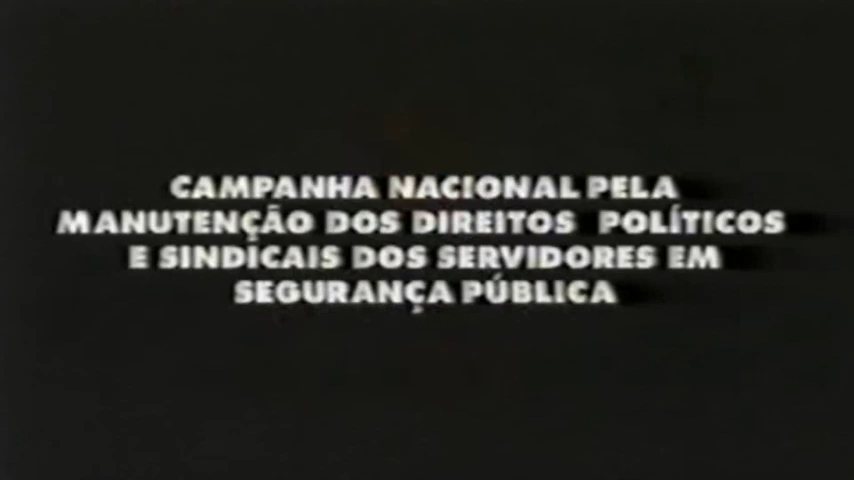 CAMPANHA NACIONAL PELA
MANUTENÇÃO DOS DIREITOS POLÍTICOS
E SINDICAIS DOS SERVIDORES EM
SEGURANÇA PÚBLICA